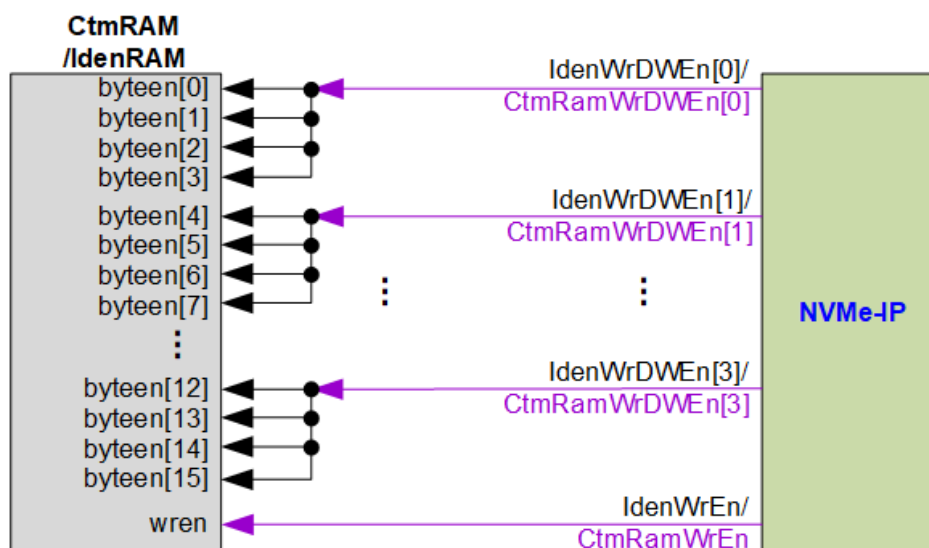 CtmRAM
/IdenRAM
byteen[0]
byteen[1]
byteen[2]
byteen[3]
byteen[4]
byteen[5]
byteen[6]
byteen[7]
byteen[12]
byteen[13]
byteen[14]
byteen[15]
wren
IdenWrDWEn[0]/
CtmRamWrDWEn[0]
IdenWrDWEn[1]/
CtmRamWrDWEn[1]
IdenWrDWEn[3]/
CtmRamWrDWEn[3]
IdenWrEn/
CtmRamWrEn
NVMe-IP